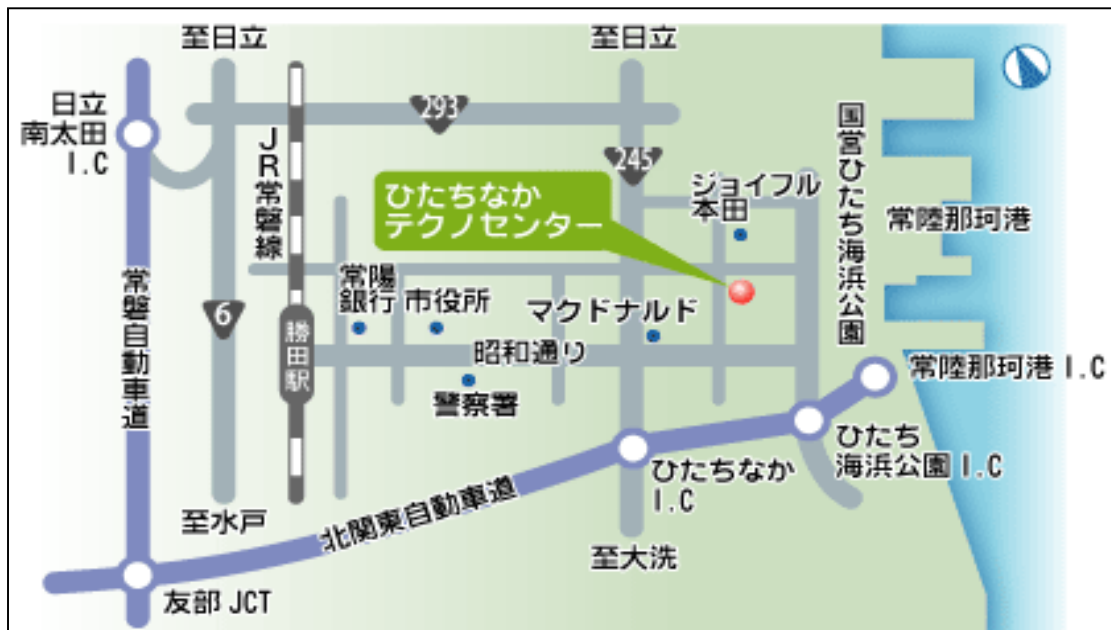 至日立
至日立
日立
南太田
I.C
293
JR常磐線
245
ジョイフル
本田
国営ひたち海浜公園
ひたちなか
テクノセンター
常陸那珂港
常磐自動車道
6
常陽
銀行
市役所
マクドナルド
勝田駅
昭和通り
常陸那珂港 I.C
警察署
ひたち
海浜公園 I.C
ひたちなか
I.C
至水戸
北関東自動車道
至大洗
友部 JCT